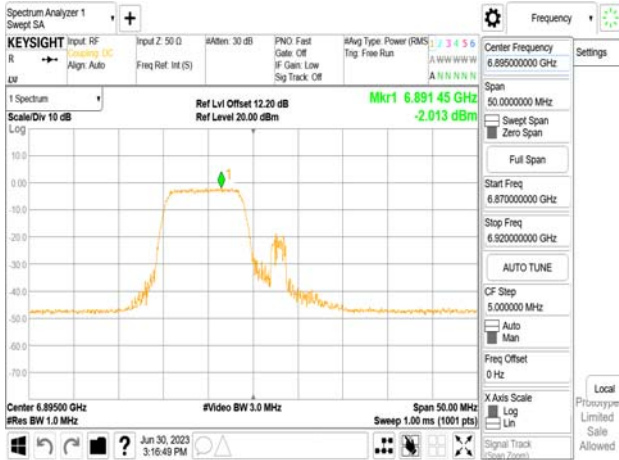 Spectrum Analyzer 1
Swept SA
Frequency
KEYSIGHT
R
Input: RF
Coupling: DC
Align: Auto
Input Z: 50 Ω
Freq Ref: Int (S)
#Atten: 30 dB
PNO: Fast
Gate: Off
IF Gain: Low
Sig Track: Off
#Avg Type: Power (RMS)
Trig: Free Run
1 2 3 4 5 6
A W W W W W
A N N N N N
1 Spectrum
Scale/Div 10 dB
Log
Ref Lvl Offset 12.20 dB
Ref Level 20.00 dBm
Mkr1 6.891 45 GHz
-2.013 dBm
1
10.0
0.00
-10.0
-20.0
-30.0
-40.0
-50.0
-60.0
-70.0
Center 6.89500 GHz
#Res BW 1.0 MHz
#Video BW 3.0 MHz
Span 50.00 MHz
Sweep 1.00 ms (1001 pts)
?
Jun 30, 2023
3:16:49 PM
Center Frequency
6.895000000 GHz
Settings
Span
50.0000000 MHz
Swept Span
Zero Span
Full Span
Start Freq
6.870000000 GHz
Stop Freq
6.920000000 GHz
AUTO TUNE
CF Step
5.000000 MHz
Auto
Man
Freq Offset
0 Hz
X Axis Scale
Log
Lin
Signal Track
(Span Zoom)
Local
Prototype
Limited
Sale
Allowed